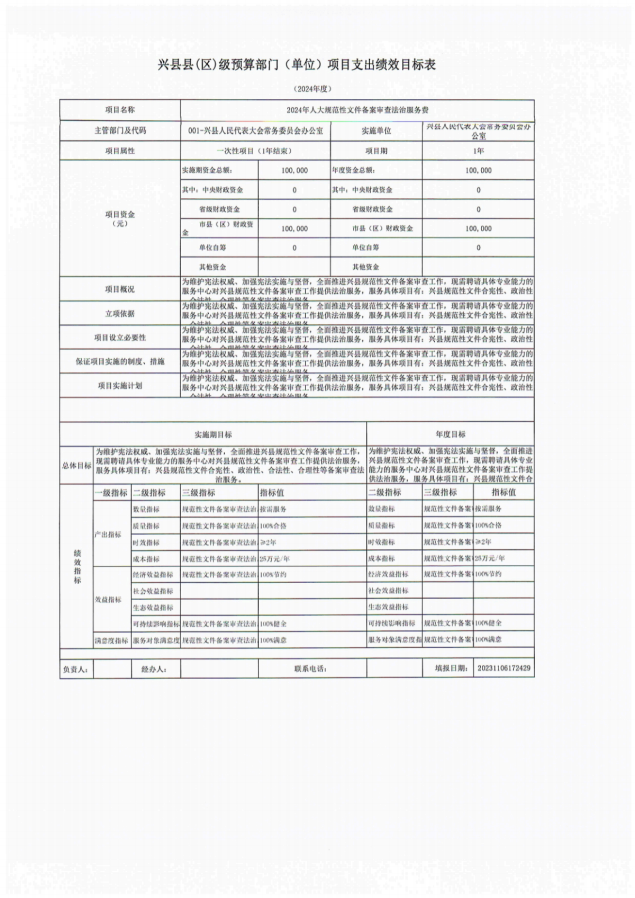 兴县县(区)级预算部门（单位）项目支出绩效目标表
（2024年度）
项目名称 2024年人大规范性文件备案审查法治服务费
主管部门及代码 001-兴县人民代表大会常务委员会办公室 实施单位 兴县人民代表大会常务委员会办公室
项目属性 一次性项目（1年结束） 项目期 1年
项目资金（元）
实施期资金总额： 100,000 年度资金总额： 100,000
其中：中央财政资金 0 其中：中央财政资金 0
省级财政资金 0 省级财政资金 0
市县（区）财政资金 100,000 市县（区）财政资金 100,000
单位自筹 0 单位自筹 0
其他资金 其他资金
项目概况 为维护宪法权威、加强宪法实施与坚督，全面推进兴县规范性文件备案审查工作，现需聘请具体专业能力的
服务中心对兴县规范性文件备案审查工作提供法治服务，服务具体项目有：兴县规范性文件合宪性、政治性
立项依据 为维护宪法权威、加强宪法实施与坚督，全面推进兴县规范性文件备案审查工作，现需聘请具体专业能力的
服务中心对兴县规范性文件备案审查工作提供法治服务，服务具体项目有：兴县规范性文件合宪性、政治性
项目设立必要性 为维护宪法权威、加强宪法实施与坚督，全面推进兴县规范性文件备案审查工作，现需聘请具体专业能力的
服务中心对兴县规范性文件备案审查工作提供法治服务，服务具体项目有：兴县规范性文件合宪性、政治性
保证项目实施的制度、措施 为维护宪法权威、加强宪法实施与坚督，全面推进兴县规范性文件备案审查工作，现需聘请具体专业能力的
服务中心对兴县规范性文件备案审查工作提供法治服务，服务具体项目有：兴县规范性文件合宪性、政治性
项目实施计划 为维护宪法权威、加强宪法实施与坚督，全面推进兴县规范性文件备案审查工作，现需聘请具体专业能力的
服务中心对兴县规范性文件备案审查工作提供法治服务，服务具体项目有：兴县规范性文件合宪性、政治性
实施期目标 年度目标
总体目标
为维护宪法权威、加强宪法实施与坚督，全面推进兴县规范性文件备案审查工作，
现需聘请具体专业能力的服务中心对兴县规范性文件备案审查工作提供法治服务，
服务具体项目有：兴县规范性文件合宪性、政治性、合法性、合理性等备案审查法
治服务。
为维护宪法权威、加强宪法实施与坚督，全面推进
兴县规范性文件备案审查工作，现需聘请具体专业
能力的服务中心对兴县规范性文件备案审查工作提
供法治服务，服务具体项目有：兴县规范性文件合
绩效指标
一级指标 二级指标 三级指标 指标值 二级指标 三级指标 指标值
产出指标
数量指标 规范性文件备案审查法治 按需服务 数量指标 规范性文件备案 按需服务
质量指标 规范性文件备案审查法治 100%合格 质量指标 规范性文件备案 100%合格
时效指标 规范性文件备案审查法治 ≥2年 时效指标 规范性文件备案 ≥2年
成本指标 规范性文件备案审查法治 25万元/年 成本指标 规范性文件备案 25万元/年
效益指标
经济效益指标 规范性文件备案审查法治 100%节约 经济效益指标 规范性文件备案 100%节约
社会效益指标 社会效益指标
生态效益指标 生态效益指标
可持续影响指标 规范性文件备案审查法治 100%健全 可持续影响指标 规范性文件备案 100%健全
满意度指标 服务对象满意度 规范性文件备案审查法治 100%满意 服务对象满意度指 规范性文件备案 100%满意
负责人： 经办人： 联系电话： 填报日期： 20231106172429